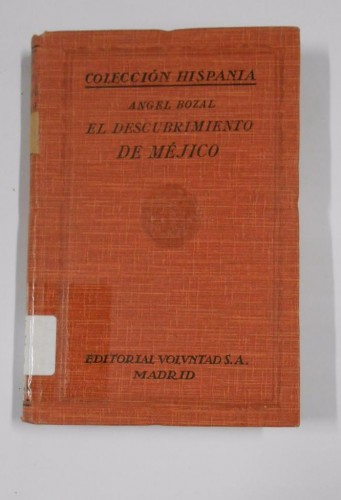 COLECCIÓN HISPANIA
ANGEL BOZAL
EL DESCUBRIMIENTO
DE MÉJICO
EDITORIAL VOLVNTAD S.A.
MADRID